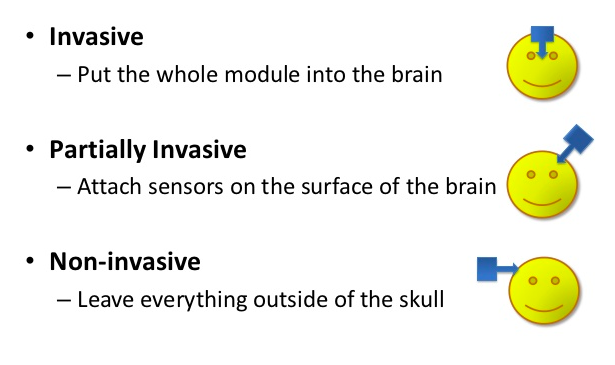 • Invasive
– Put the whole module into the brain
• Partially Invasive
– Attach sensors on the surface of the brain
• Non-invasive
– Leave everything outside of the skull